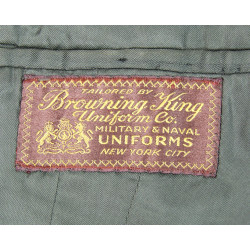 TAILORED BY
Browning King
Uniform Co.
MILITARY & NAVAL
UNIFORMS
NEW YORK CITY